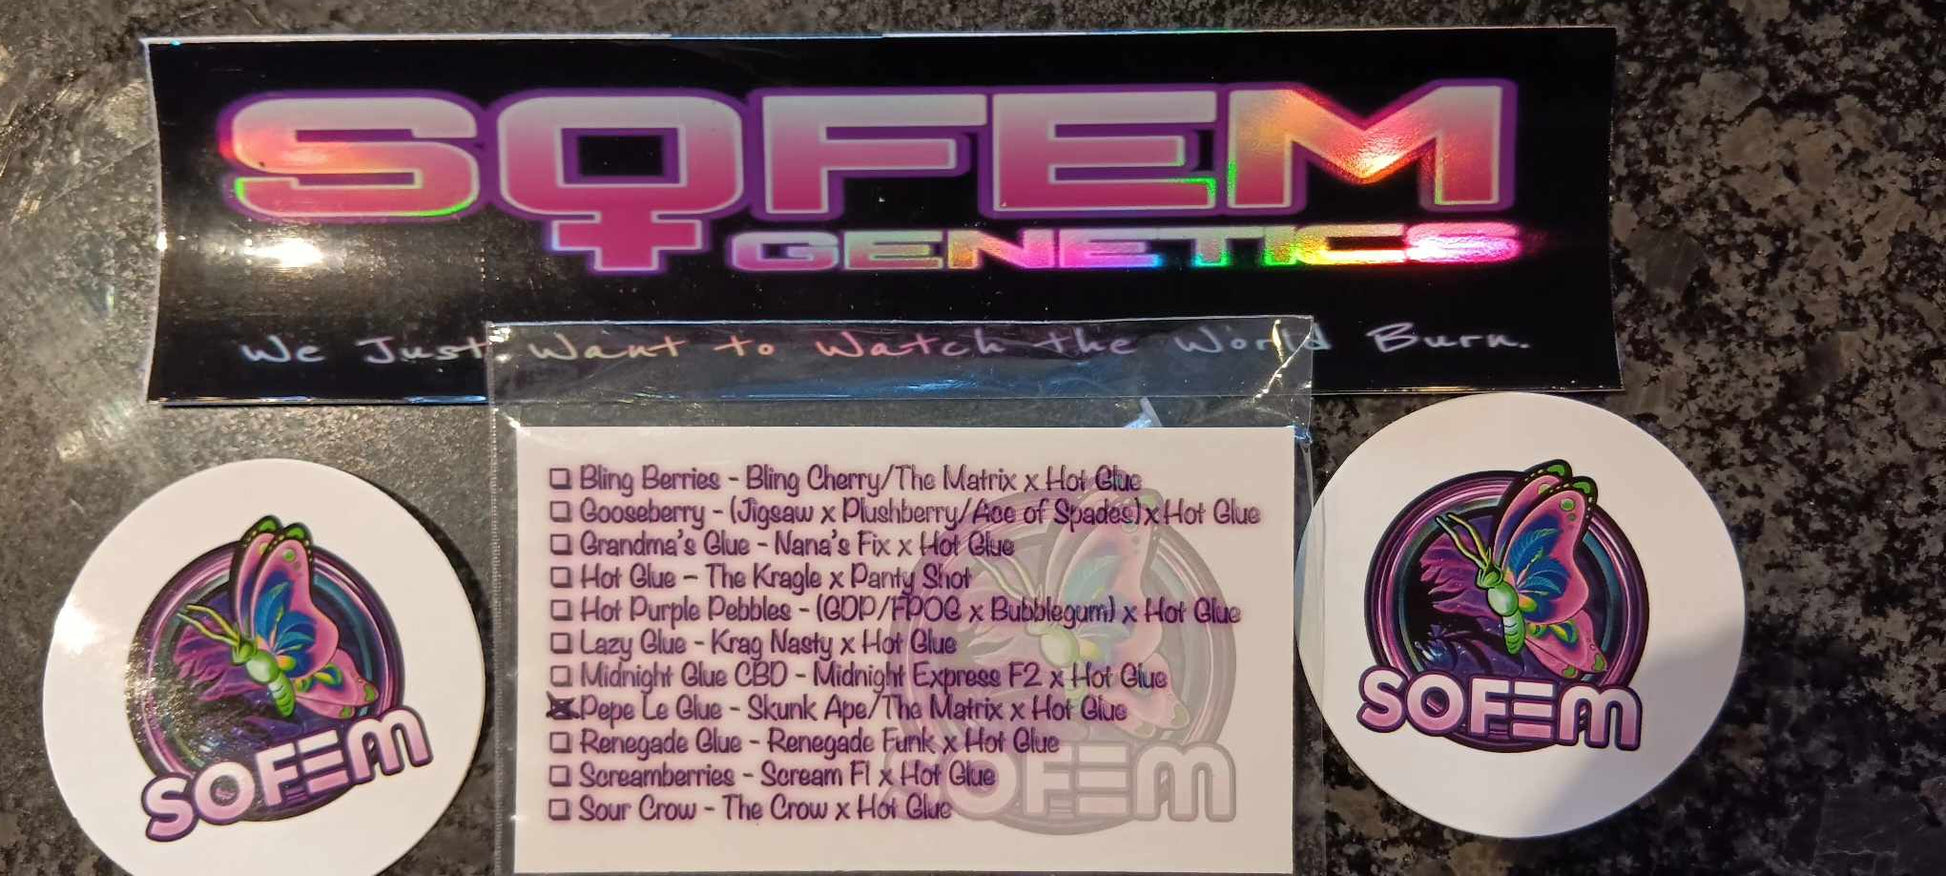 SOFEM
GENETICS
We Just Want to Watch the World Burn.
Bling Berries - Bling Cherry/The Matrix x Hot Glue
Gooseberry - (Jigsaw x Plushberry/Ace of Spades)x Hot Glue
Grandma's Glue - Nana's Fix x Hot Glue
Hot Glue - The Kragle x Panty Shot
Hot Purple Pebbles - (GDP/FPOG x Bubblegum) x Hot Glue
Lazy Glue - Krag Nasty x Hot Glue
Midnight Glue CBD - Midnight Express F2 x Hot Glue
Pepe Le Glue - Skunk Ape/The Matrix x Hot Glue
Renegade Glue - Renegade Funk x Hot Glue
Screamberries - Scream F1 x Hot Glue
Sour Crow - The Crow x Hot Glue
SOFEM
SOFEM
SOFEM